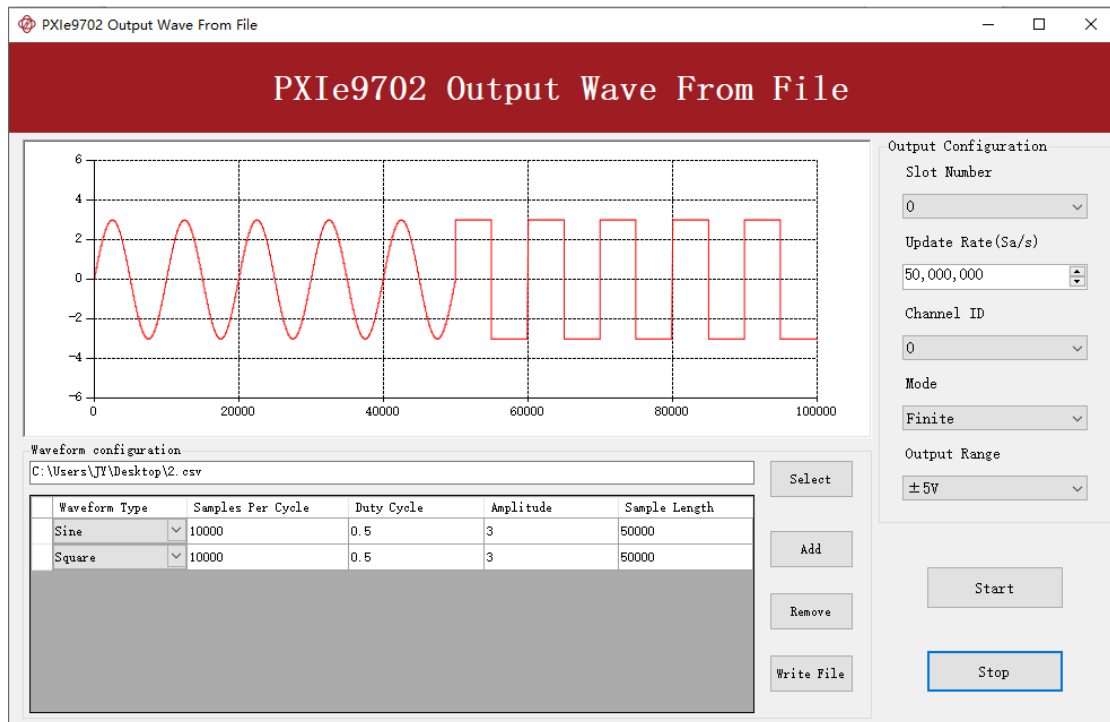 PXIe9702 Output Wave From File
PXIe9702 Output Wave From File
6
4
2
0
-2
-4
-6
0 20000 40000 60000 80000 100000
Output Configuration
Slot Number
0
Update Rate(Sa/s)
50,000,000
Channel ID
0
Mode
Finite
Output Range
±5V
Waveform configuration
C:\Users\JY\Desktop\2.csv
Select
Waveform Type Samples Per Cycle Duty Cycle Amplitude Sample Length
Sine 10000 0.5 3 50000
Square 10000 0.5 3 50000
Add
Remove
Write File
Start
Stop